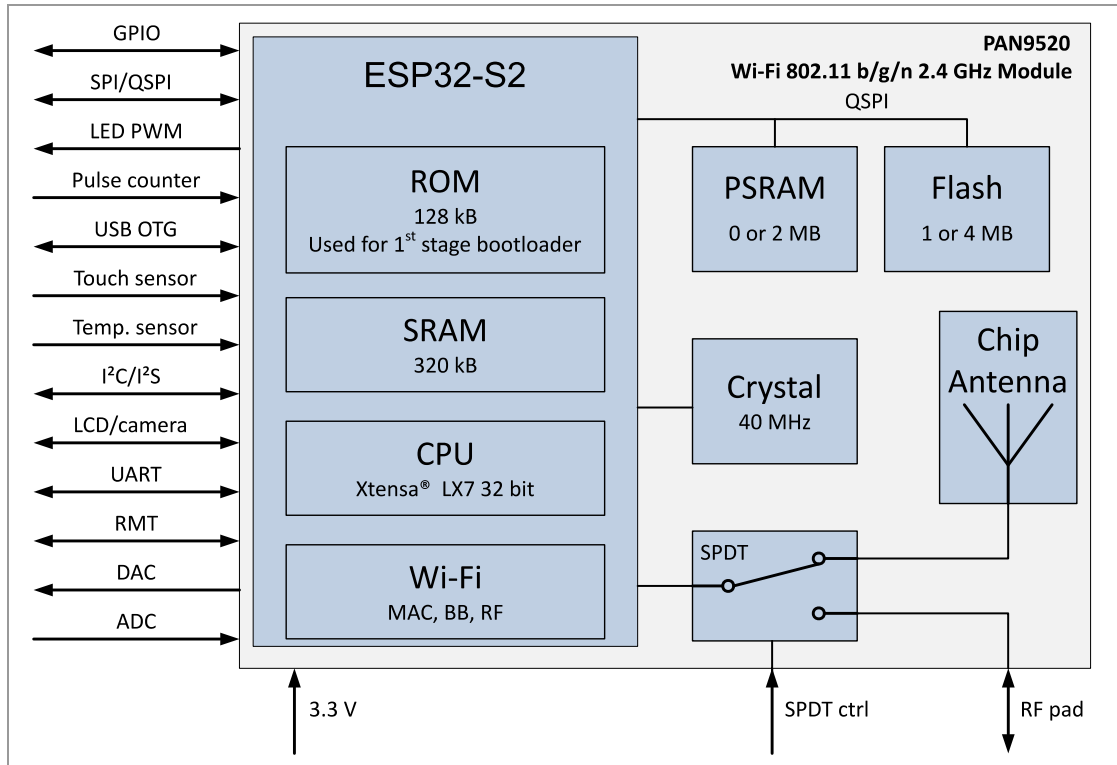 GPIO
SPI/QSPI
LED PWM
Pulse counter
USB OTG
Touch sensor
Temp. sensor
I²C/I²S
LCD/camera
UART
RMT
DAC
ADC
ESP32-S2
ROM
128 kB
Used for 1st stage bootloader
SRAM
320 kB
CPU
Xtensa® LX7 32 bit
Wi-Fi
MAC, BB, RF
PAN9520
Wi-Fi 802.11 b/g/n 2.4 GHz Module
QSPI
PSRAM
0 or 2 MB
Flash
1 or 4 MB
Crystal
40 MHz
Chip
Antenna
SPDT
3.3 V
SPDT ctrl
RF pad